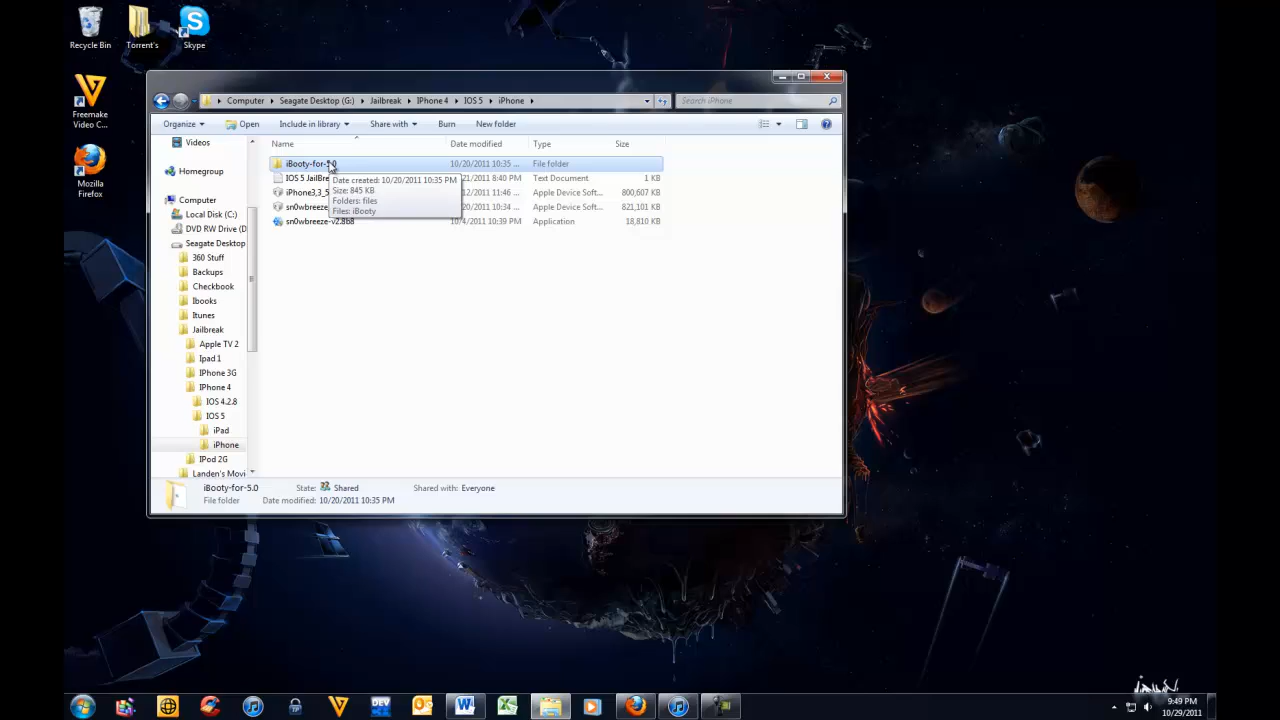 Recycle Bin
Torrent's
Skype
Freemake
Video C...
Mozilla
Firefox
Computer ▸ Seagate Desktop (G:) ▸ Jailbreak ▸ IPhone 4 ▸ IOS 5 ▸ iPhone ▸
Search iPhone
Organize
Open
Include in library
Share with
Burn
New folder
Name
Date modified
Type
Size
iBooty-for-5.0 10/20/2011 10:35 ... File folder
IOS 5 JailBre /21/2011 8:40 PM Text Document 1 KB
iPhone3,3_5 /12/2011 11:46 ... Apple Device Soft... 800,607 KB
sn0wbreeze /20/2011 10:34 ... Apple Device Soft... 821,101 KB
sn0wbreeze-v2.8b8 10/4/2011 10:39 PM Application 18,810 KB
Date created: 10/20/2011 10:35 PM
Size: 845 KB
Folders: files
Files: iBooty
Videos
Homegroup
Computer
Local Disk (C:)
DVD RW Drive (D
Seagate Desktop
360 Stuff
Backups
Checkbook
Ibooks
Itunes
Jailbreak
Apple TV 2
Ipad 1
IPhone 3G
IPhone 4
IOS 4.2.8
IOS 5
iPad
iPhone
IPod 2G
Landen's Movi
iBooty-for-5.0 State: Shared Shared with: Everyone
File folder Date modified: 10/20/2011 10:35 PM
DEV
9:49 PM
10/29/2011